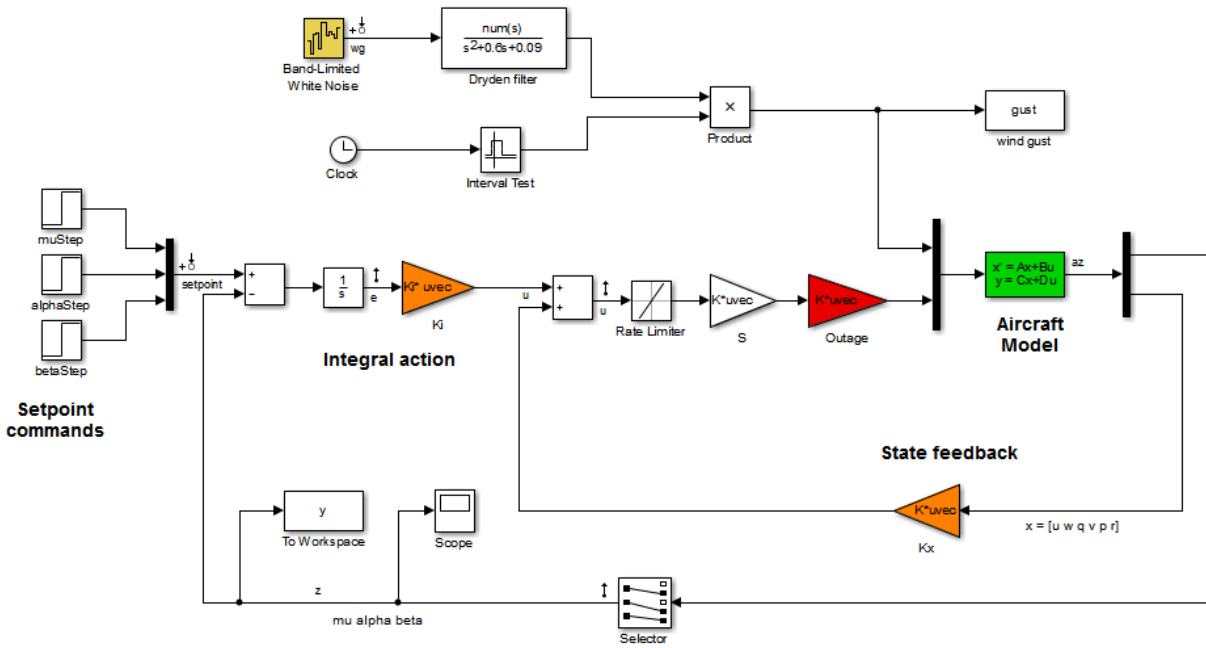 num(s)
s²+0.6s+0.09
+
wg
Band-Limited
White Noise
Dryden filter
×
gust
Product
wind gust
Clock
Interval Test
muStep
+
setpoint
alphaStep
betaStep
Setpoint
commands
+
−
1
s
e
Ki* uvec
Ki
Integral action
u
+
+
u
Rate Limiter
K*uvec
S
K*uvec
Outage
x' = Ax+Bu
y = Cx+Du
az
Aircraft
Model
State feedback
K*uvec
Kx
x = [u w q v p r]
y
To Workspace
Scope
z
mu alpha beta
Selector